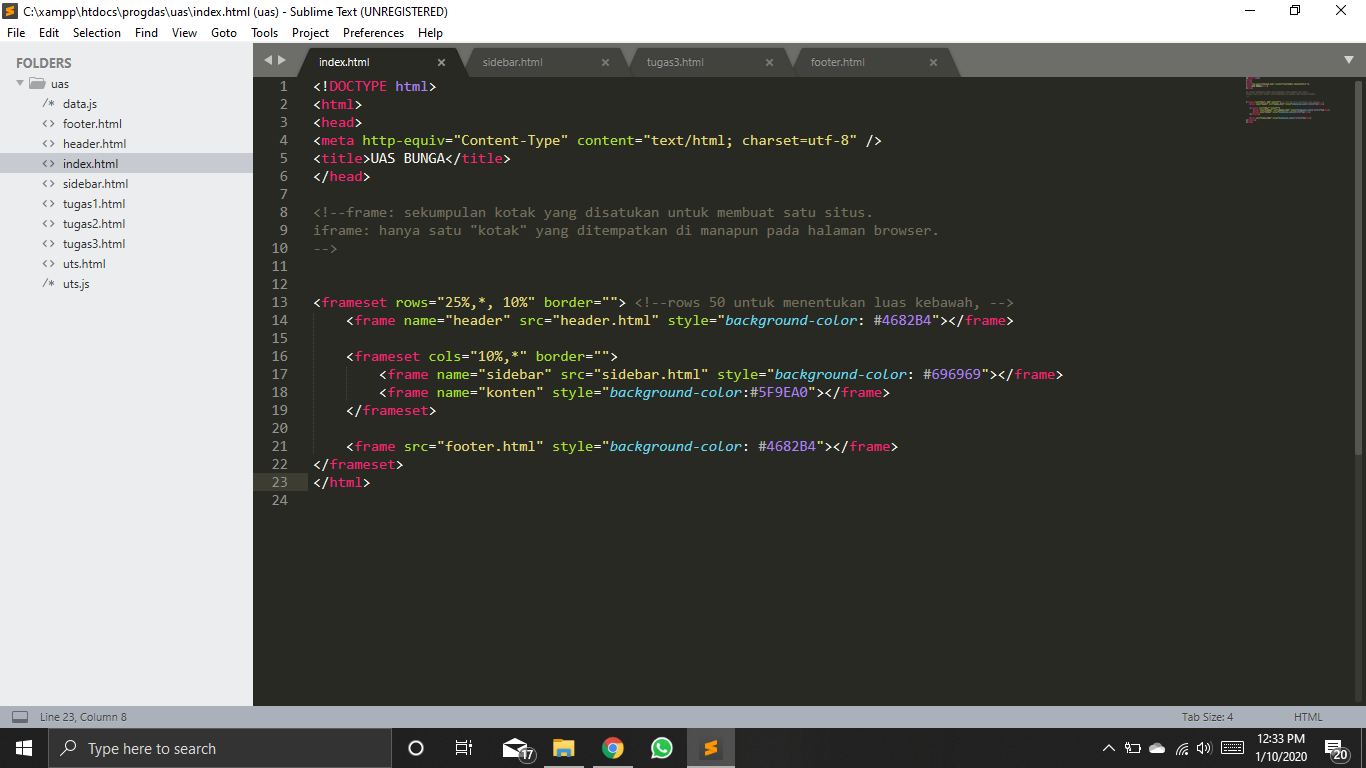 C:\xampp\htdocs\progdas\uas\index.html (uas) - Sublime Text (UNREGISTERED)
File Edit Selection Find View Goto Tools Project Preferences Help
FOLDERS
uas
/* data.js
<> footer.html
<> header.html
<> index.html
<> sidebar.html
<> tugas1.html
<> tugas2.html
<> tugas3.html
<> uts.html
/* uts.js
index.html × sidebar.html × tugas3.html × footer.html ×
1 <!DOCTYPE html>
2 <html>
3 <head>
4 <meta http-equiv="Content-Type" content="text/html; charset=utf-8" />
5 <title>UAS BUNGA</title>
6 </head>
7
8 <!--frame: sekumpulan kotak yang disatukan untuk membuat satu situs.
9 iframe: hanya satu "kotak" yang ditempatkan di manapun pada halaman browser.
10 -->
11
12
13 <frameset rows="25%,*, 10%" border=""> <!--rows 50 untuk menentukan luas kebawah, -->
14 <frame name="header" src="header.html" style="background-color: #4682B4"></frame>
15
16 <frameset cols="10%,*" border="">
17 <frame name="sidebar" src="sidebar.html" style="background-color: #696969"></frame>
18 <frame name="konten" style="background-color:#5F9EA0"></frame>
19 </frameset>
20
21 <frame src="footer.html" style="background-color: #4682B4"></frame>
22 </frameset>
23 </html>
24
Line 23, Column 8 Tab Size: 4 HTML
Type here to search 17 12:33 PM
1/10/2020 20